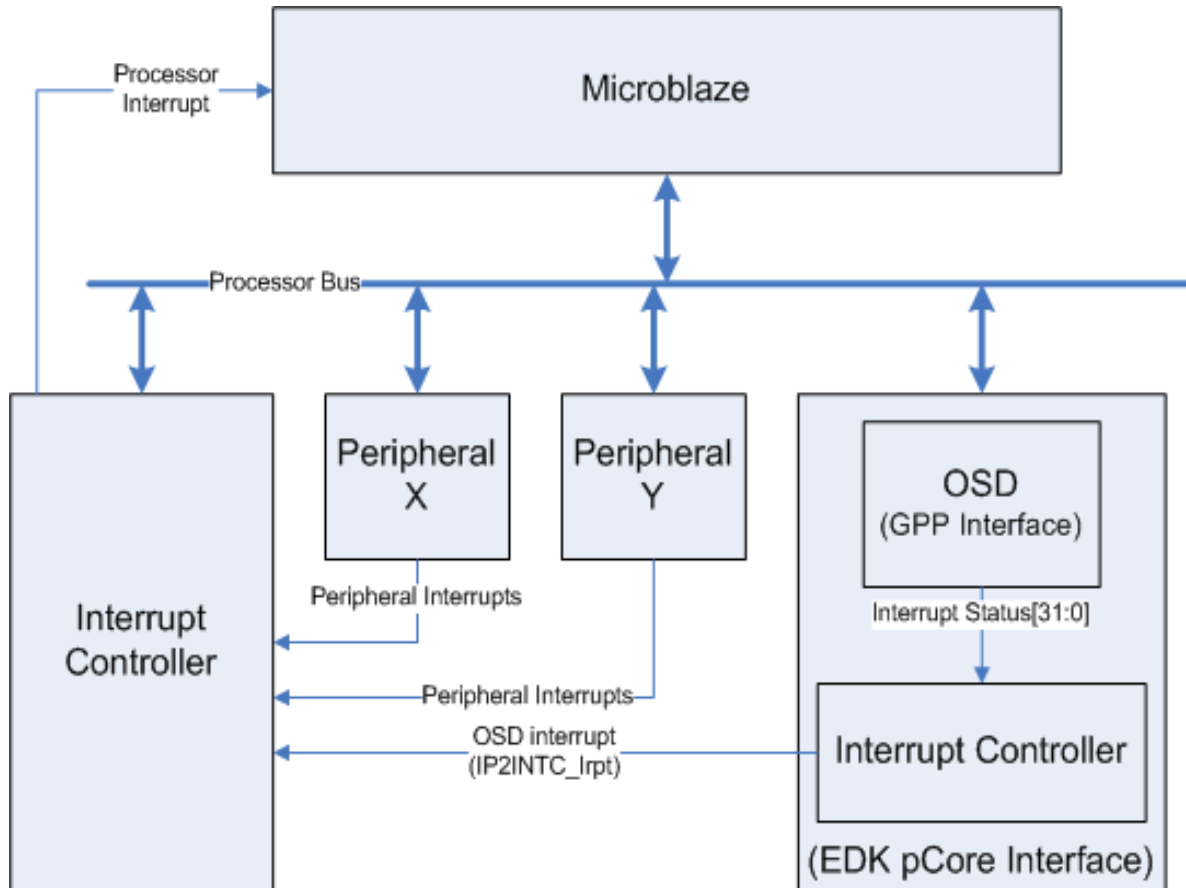 Processor
Interrupt
Microblaze
Processor Bus
Peripheral
X
Peripheral
Y
OSD
(GPP Interface)
Peripheral Interrupts
Interrupt Status[31:0]
Interrupt
Controller
Peripheral Interrupts
OSD interrupt
(IP2INTC_Irpt)
Interrupt Controller
(EDK pCore Interface)